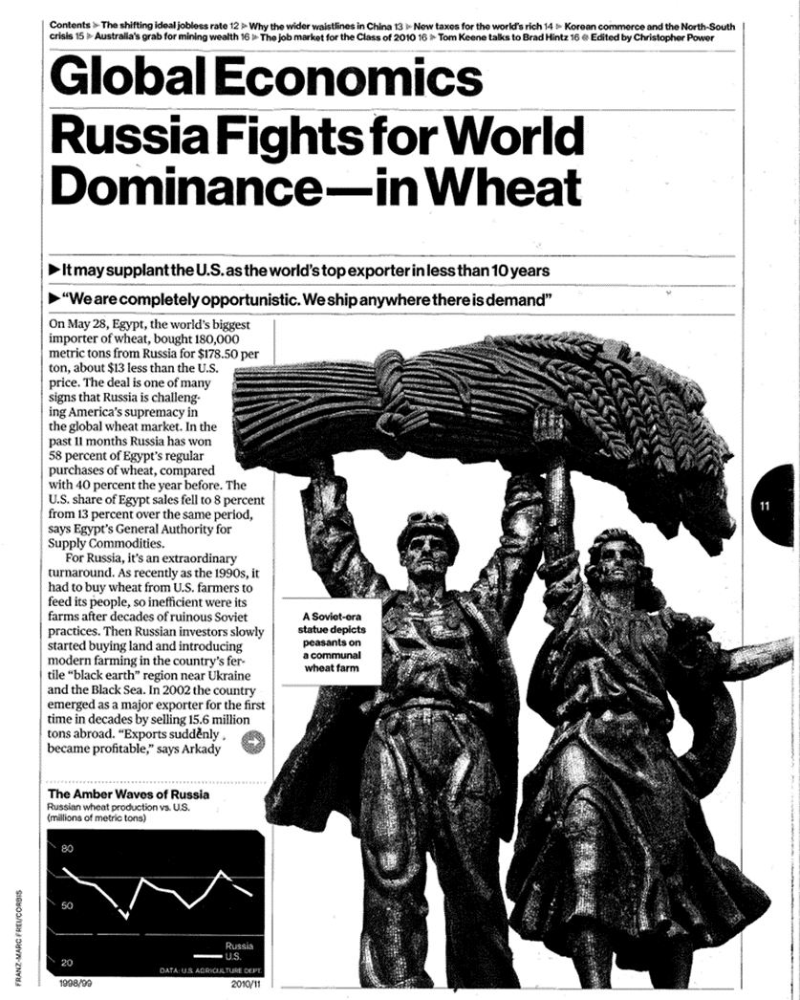 Contents ▷ The shifting ideal jobless rate 12 ▷ Why the wider waistlines in China 13 ▷ New taxes for the world's rich 14 ▷ Korean commerce and the North-South
crisis 15 ▷ Australia's grab for mining wealth 16 ▷ The job market for the Class of 2010 16 ▷ Tom Keene talks to Brad Hintz 16 Edited by Christopher Power
Global Economics
Russia Fights for World
Dominance—in Wheat
►It may supplant the U.S. as the world's top exporter in less than 10 years
►"We are completely opportunistic. We ship anywhere there is demand"
On May 28, Egypt, the world's biggest
importer of wheat, bought 180,000
metric tons from Russia for $178.50 per
ton, about $13 less than the U.S.
price. The deal is one of many
signs that Russia is challeng-
ing America's supremacy in
the global wheat market. In the
past 11 months Russia has won
58 percent of Egypt's regular
purchases of wheat, compared
with 40 percent the year before. The
U.S. share of Egypt sales fell to 8 percent
from 13 percent over the same period,
says Egypt's General Authority for
Supply Commodities.
For Russia, it's an extraordinary
turnaround. As recently as the 1990s, it
had to buy wheat from U.S. farmers to
feed its people, so inefficient were its
farms after decades of ruinous Soviet
practices. Then Russian investors slowly
started buying land and introducing
modern farming in the country's fer-
tile "black earth" region near Ukraine
and the Black Sea. In 2002 the country
emerged as a major exporter for the first
time in decades by selling 15.6 million
tons abroad. "Exports suddenly
became profitable," says Arkady
A Soviet-era
statue depicts
peasants on
a communal
wheat farm
11
The Amber Waves of Russia
Russian wheat production vs. U.S.
(millions of metric tons)
80
50
20
Russia
U.S.
DATA: U.S. AGRICULTURE DEPT.
1998/99
2010/11
FRANZ-MARC FREI/CORBIS